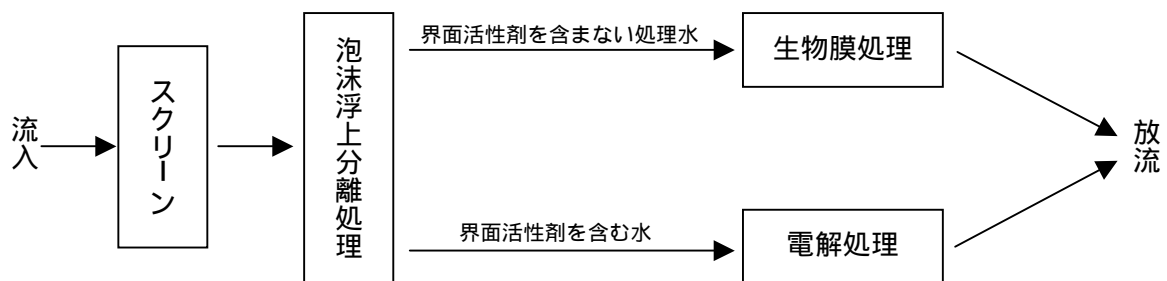 流入
スクリーン
泡沫浮上分離処理
界面活性剤を含まない処理水
生物膜処理
界面活性剤を含む水
電解処理
放流